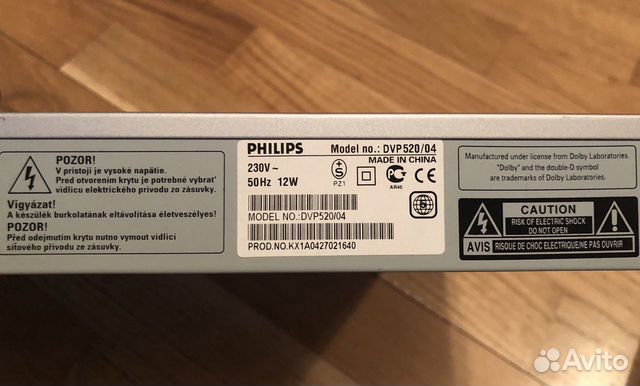 POZOR!
V pristoji je vysoké napätie.
Pred otvorením krytu je potrebné vybrať
vidlicu elektrického prívodu zo zásuvky.
Vigyázat!
A készülék burkolatának eltávolítása életveszélyes!
POZOR!
Před odejmutím krytu nutno vymout vidlici
siťového přívodu ze zásuvky.
PHILIPS Model no.: DVP520/04
MADE IN CHINA
230V~
50Hz 12W
S
PZ1
АЯ46
5
MODEL NO.:DVP520/04
PROD.NO.KX1A0427021640
Manufactured under license from Dolby Laboratories.
"Dolby" and the double-D symbol
are trademarks of Dolby Laboratories.
CAUTION
RISK OF ELECTRIC SHOCK
DO NOT OPEN
AVIS RISQUE DE CHOC ELECTRIQUE/NE PAS OUVRIR
Avito